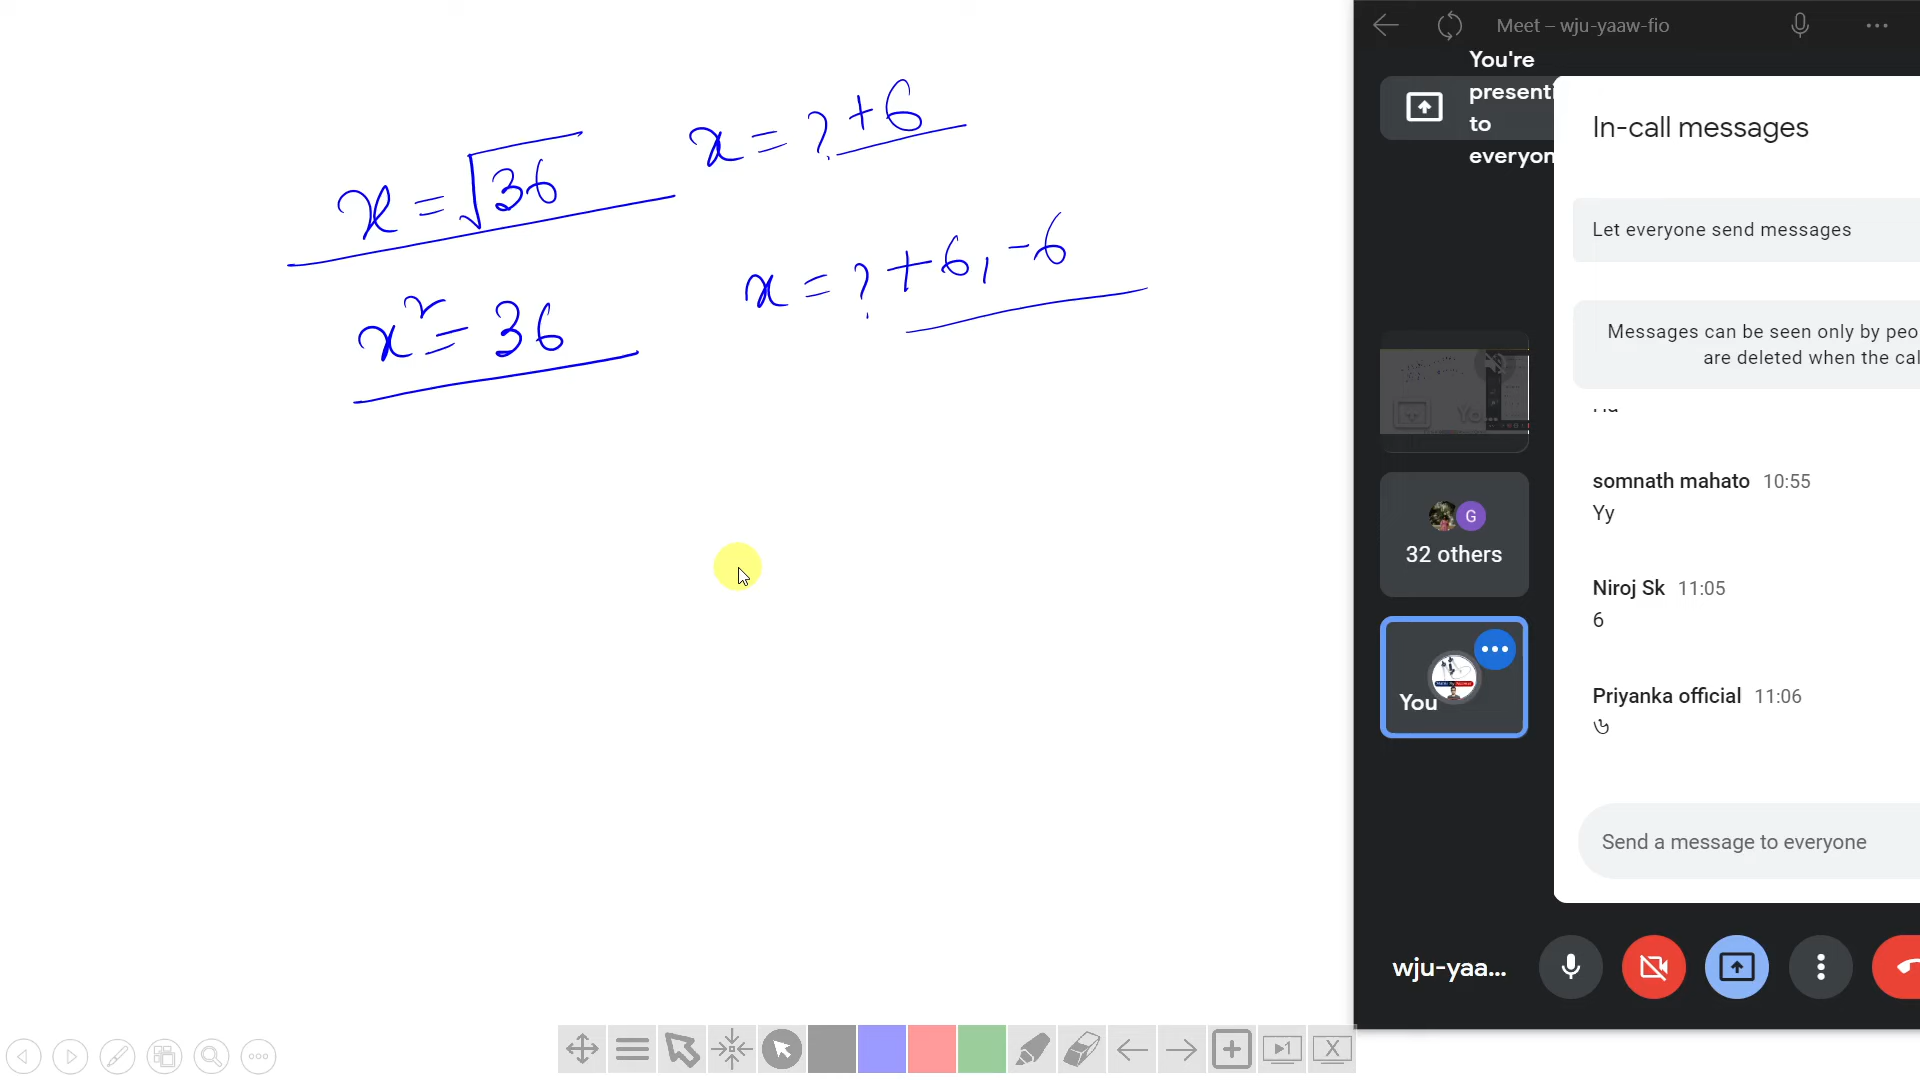 x = √36
x = ? +6
x² = 36
x = ? +6, -6
Meet – wju-yaaw-fio
You're
presenti
to
everyon
In-call messages
Let everyone send messages
Messages can be seen only by peo
are deleted when the cal
somnath mahato 10:55
Yy
32 others
Niroj Sk 11:05
6
You
Priyanka official 11:06
৬
Send a message to everyone
wju-yaa...